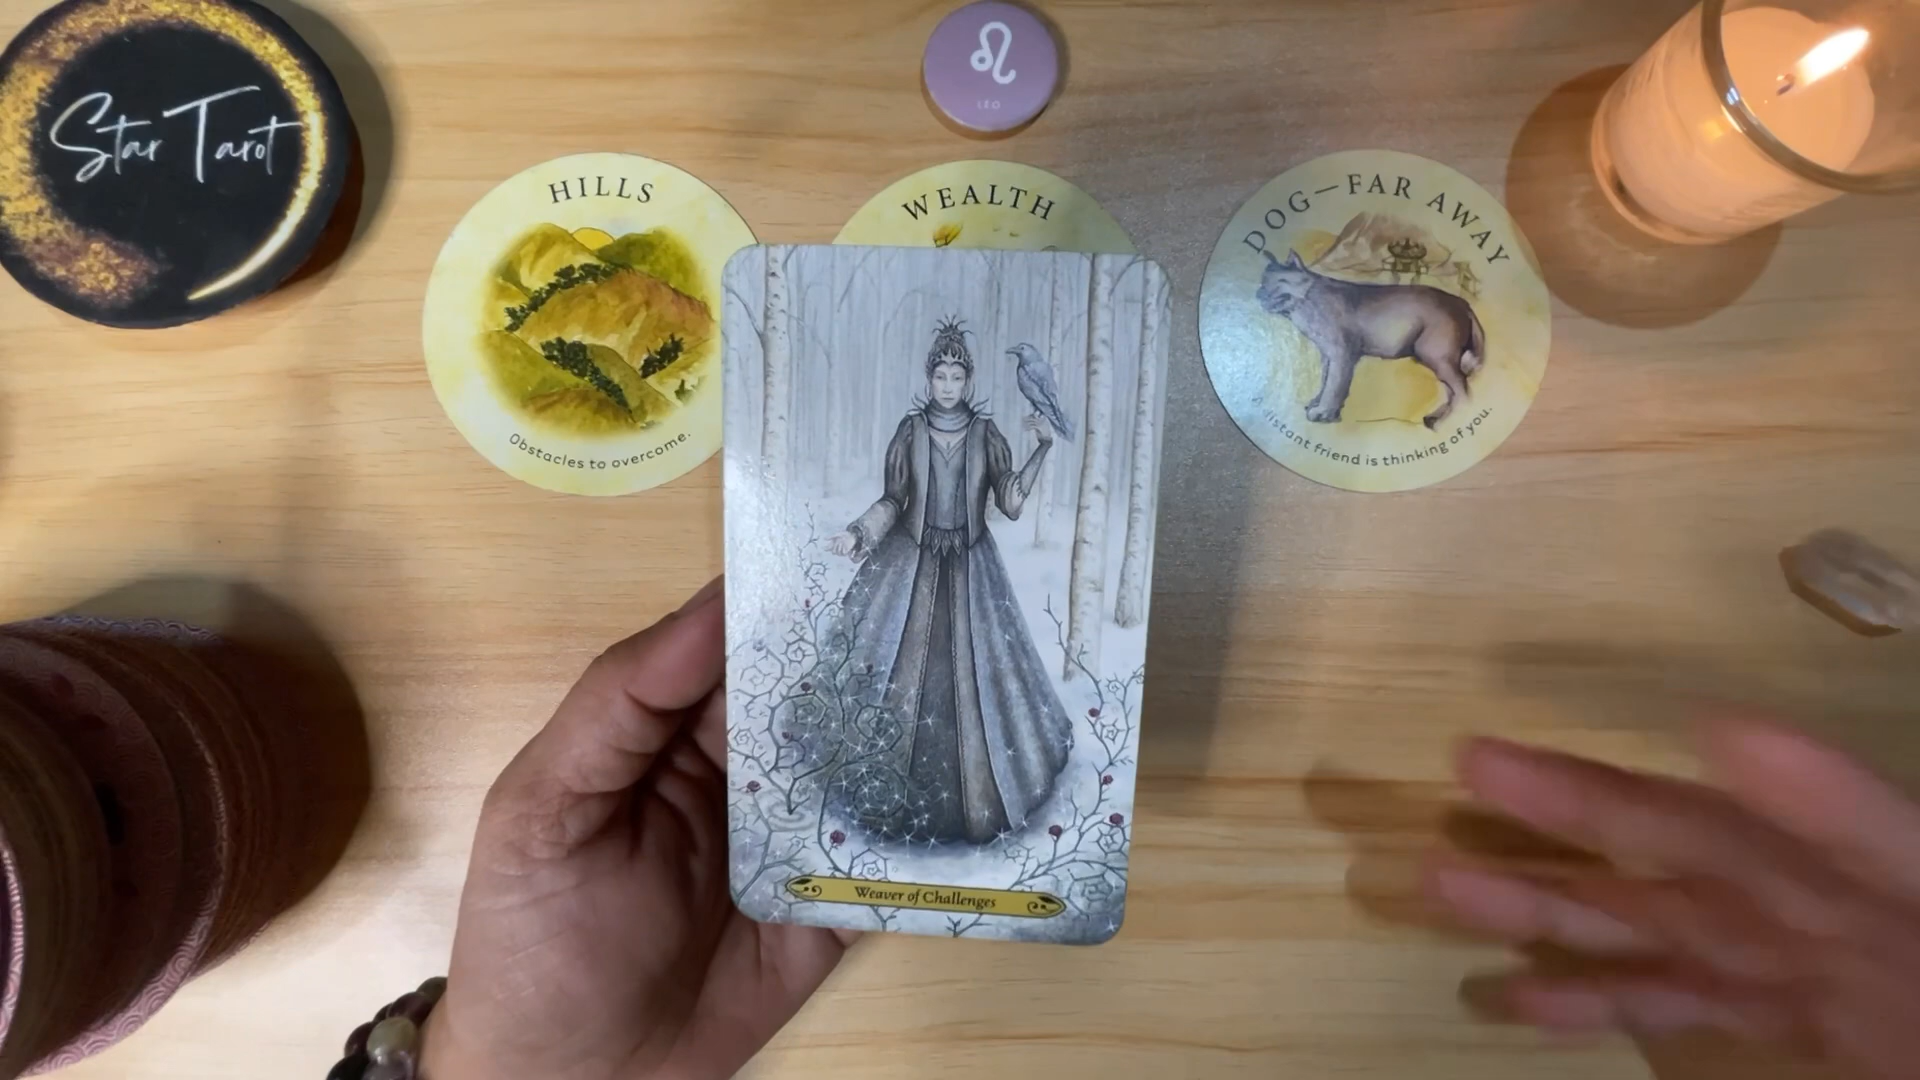 Star Tarot
LEO
HILLS
Obstacles to overcome.
WEALTH
DOG—FAR AWAY
distant friend is thinking of you.
Weaver of Challenges